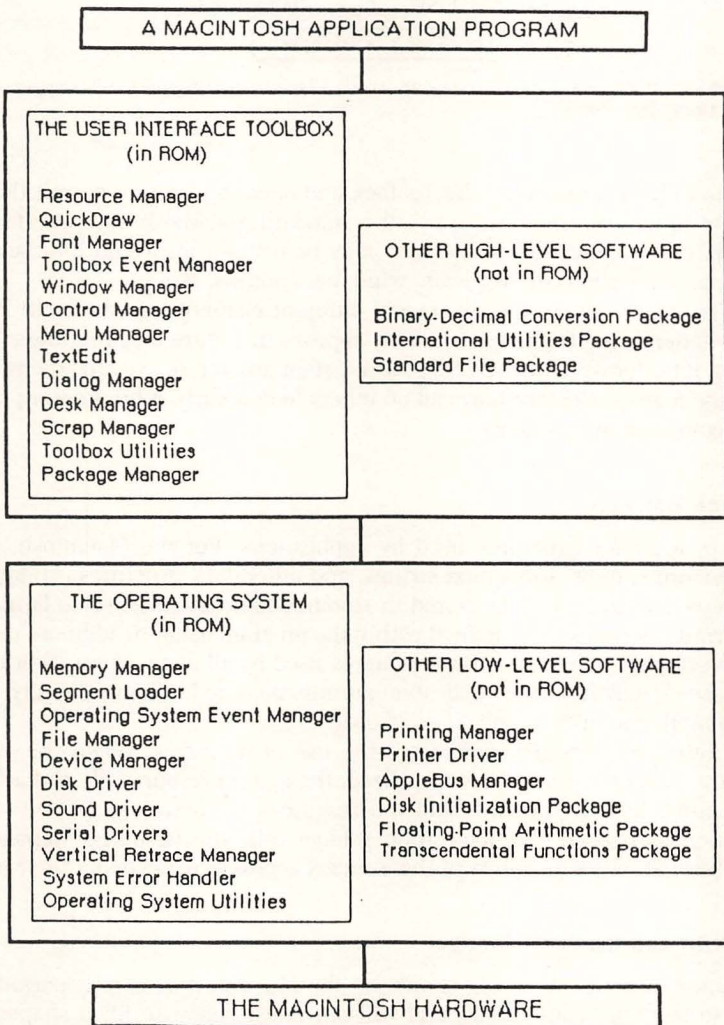 A MACINTOSH APPLICATION PROGRAM
THE USER INTERFACE TOOLBOX
(in ROM)
Resource Manager
QuickDraw
Font Manager
Toolbox Event Manager
Window Manager
Control Manager
Menu Manager
TextEdit
Dialog Manager
Desk Manager
Scrap Manager
Toolbox Utilities
Package Manager
OTHER HIGH-LEVEL SOFTWARE
(not in ROM)
Binary-Decimal Conversion Package
International Utilities Package
Standard File Package
THE OPERATING SYSTEM
(in ROM)
Memory Manager
Segment Loader
Operating System Event Manager
File Manager
Device Manager
Disk Driver
Sound Driver
Serial Drivers
Vertical Retrace Manager
System Error Handler
Operating System Utilities
OTHER LOW-LEVEL SOFTWARE
(not in ROM)
Printing Manager
Printer Driver
AppleBus Manager
Disk Initialization Package
Floating-Point Arithmetic Package
Transcendental Functions Package
THE MACINTOSH HARDWARE